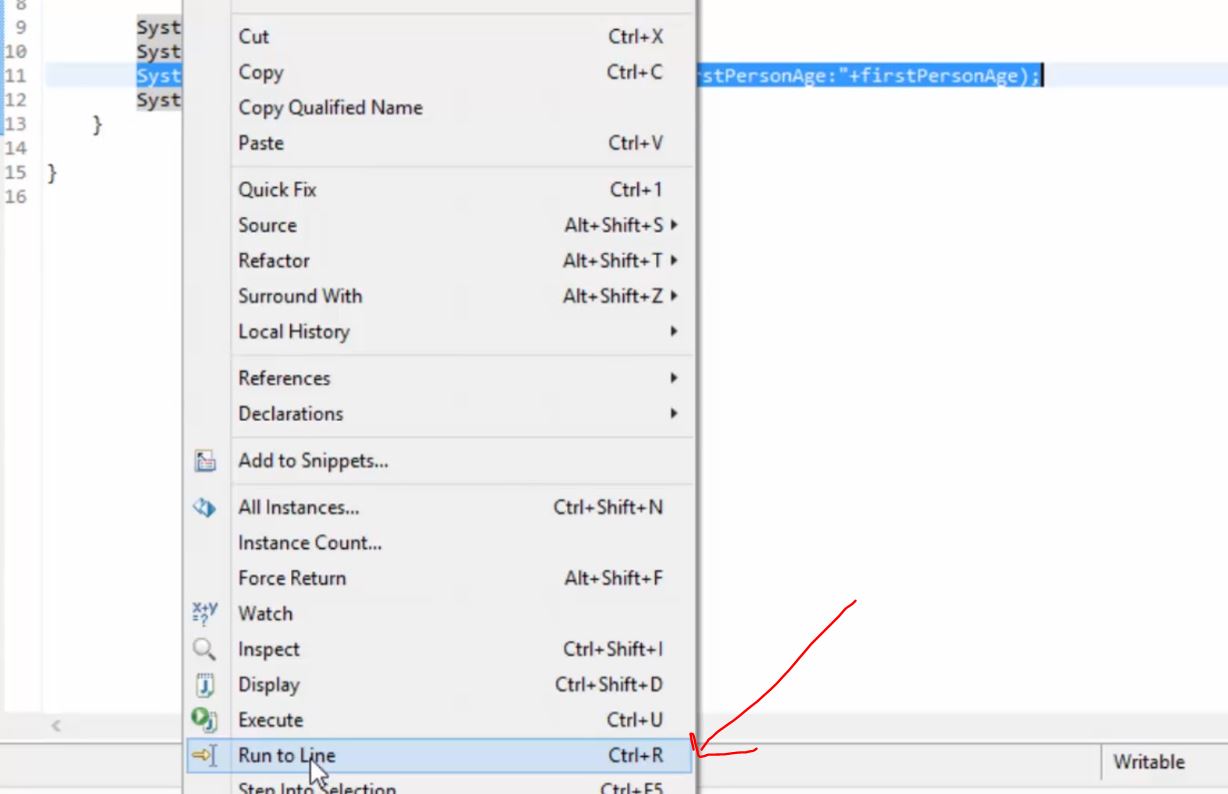 8
9 Syst
10 Syst
11 Syst rstPersonAge:"+firstPersonAge);
12 Syst
13 }
14
15 }
16
Cut Ctrl+X
Copy Ctrl+C
Copy Qualified Name
Paste Ctrl+V
Quick Fix Ctrl+1
Source Alt+Shift+S
Refactor Alt+Shift+T
Surround With Alt+Shift+Z
Local History
References
Declarations
Add to Snippets...
All Instances... Ctrl+Shift+N
Instance Count...
Force Return Alt+Shift+F
Watch
Inspect Ctrl+Shift+I
Display Ctrl+Shift+D
Execute Ctrl+U
Run to Line Ctrl+R
Step Into Selection Ctrl+F5
Writable